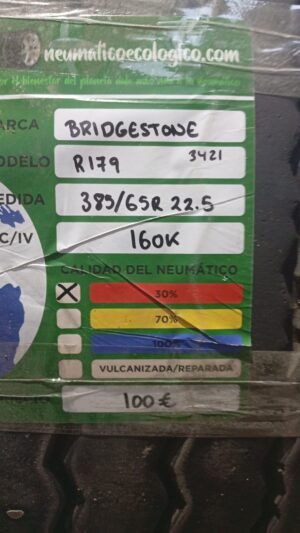 neumaticoecologico.com
ARCA
BRIDGESTONE
ODELO
R179 3421
EDIDA
385/65R 22.5
C/IV
160K
CALIDAD DEL NEUMÁTICO
30%
70%
100%
VULCANIZADA/REPARADA
100 €